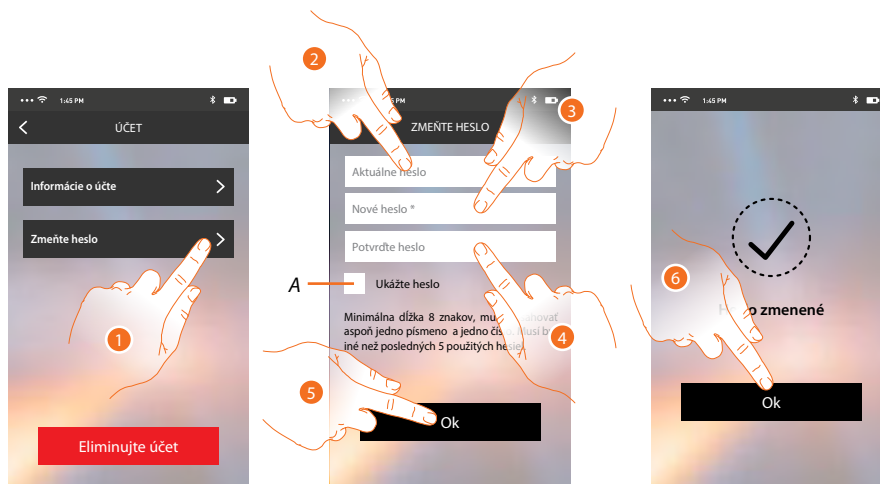 1:45 PM
ÚČET
Informácie o účte
Zmeňte heslo
1
Eliminujte účet
2
PM
3
ZMEŇTE HESLO
Aktuálne heslo
Nové heslo *
Potvrďte heslo
A
Ukážte heslo
Minimálna dĺžka 8 znakov,
aspoň jedno písmeno a jedno
iné než posledných 5 použitých
4
5
Ok
1:45 PM
6
zmenené
Ok